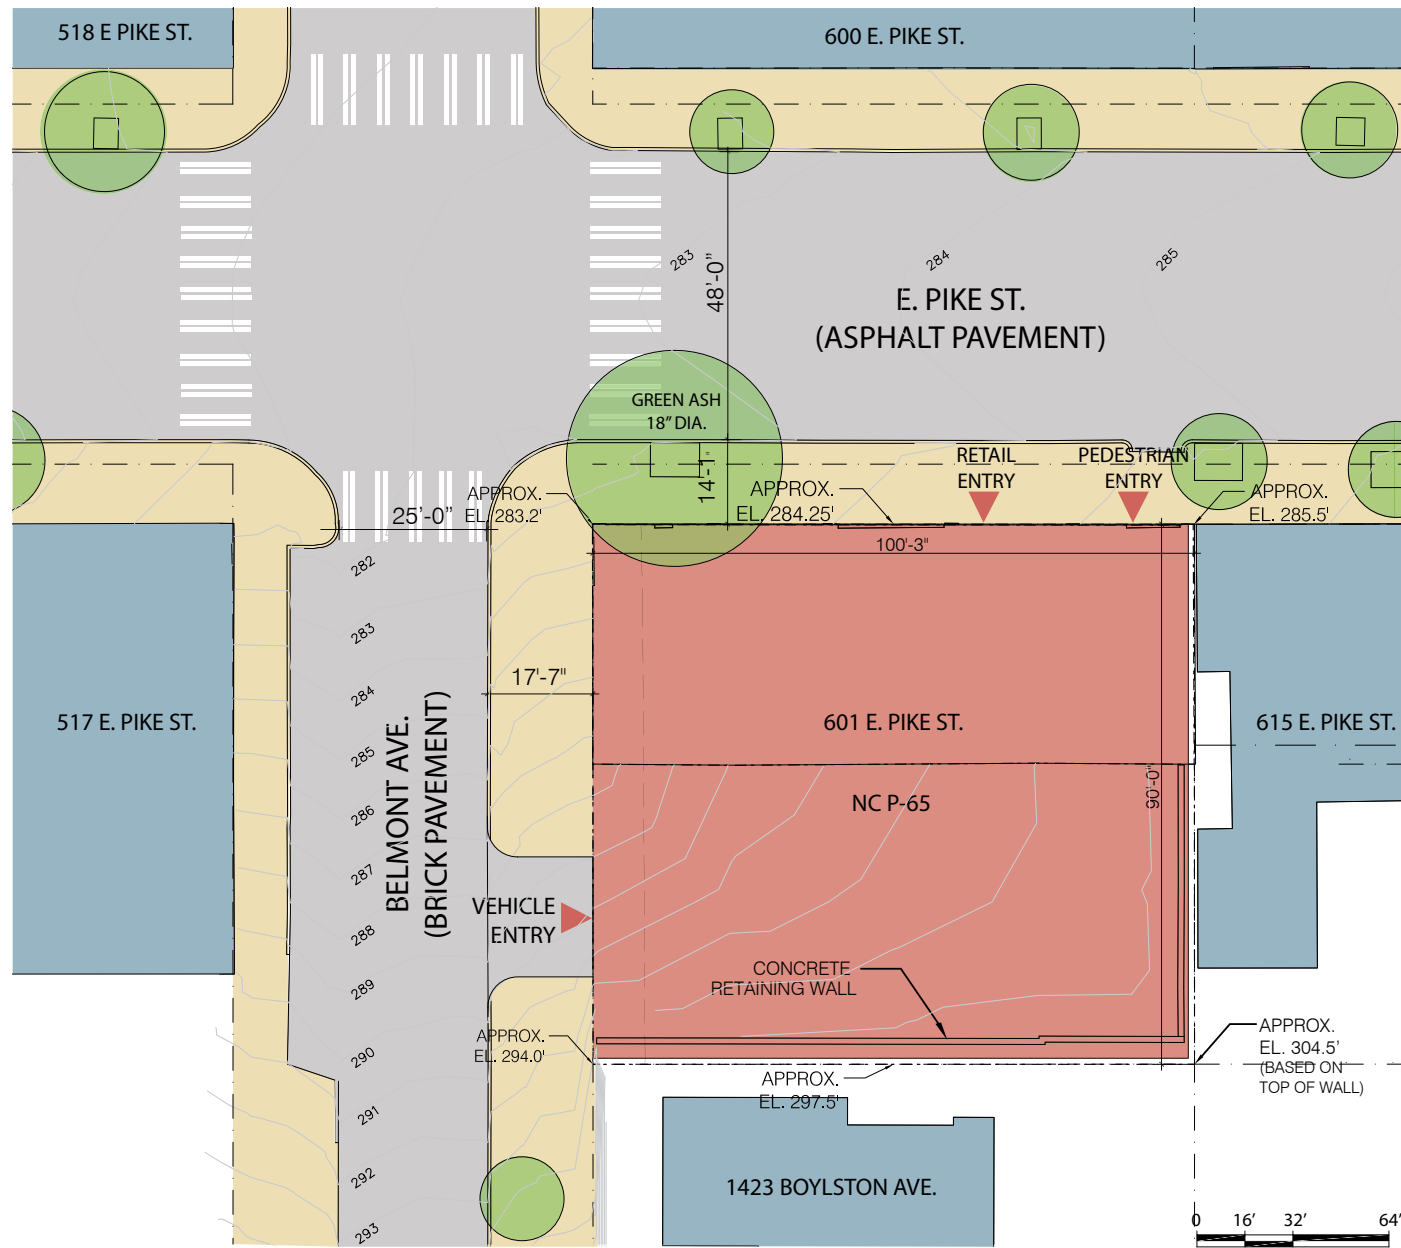 518 E PIKE ST.
600 E. PIKE ST.
283
284
285
48'-0"
E. PIKE ST.
(ASPHALT PAVEMENT)
GREEN ASH
18" DIA.
14'-1"
RETAIL
ENTRY
PEDESTRIAN
ENTRY
APPROX.
EL. 283.2'
APPROX.
EL. 284.25'
APPROX.
EL. 285.5'
25'-0"
100'-3"
282
283
284
285
286
287
288
289
290
291
292
293
17'-7"
517 E. PIKE ST.
BELMONT AVE.
(BRICK PAVEMENT)
601 E. PIKE ST.
615 E. PIKE ST.
NC P-65
90'-0"
VEHICLE
ENTRY
CONCRETE
RETAINING WALL
APPROX.
EL. 294.0'
APPROX.
EL. 297.5'
APPROX.
EL. 304.5'
(BASED ON
TOP OF WALL)
1423 BOYLSTON AVE.
0 16' 32' 64'